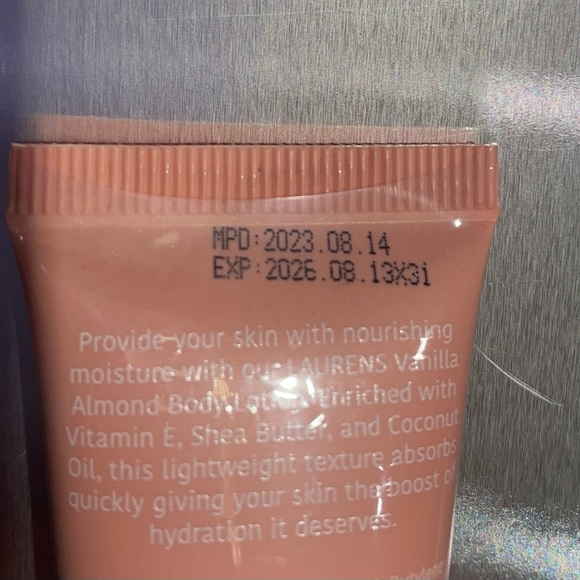 MPD:2023.08.14
EXP:2026.08.13X3i
Provide your skin with nourishing
moisture with our LAURENS Vanilla
Almond Body Lotion. Enriched with
Vitamin E, Shea Butter, and Coconut
Oil, this lightweight texture absorbs
quickly giving your skin the boost of
hydration it deserves.